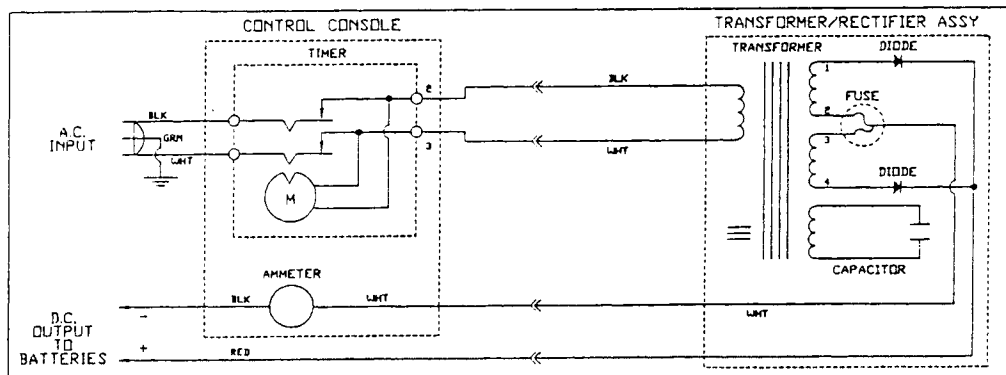 CONTROL CONSOLE
TRANSFORMER/RECTIFIER ASSY
TIMER
TRANSFORMER
DIODE
1
BLK
2
2
FUSE
BLK
A.C.
INPUT
GRN
WHT
3
WHT
3
M
4
DIODE
AMMETER
CAPACITOR
BLK
WHT
WHT
D.C.
OUTPUT
TO
BATTERIES
-
+
RED